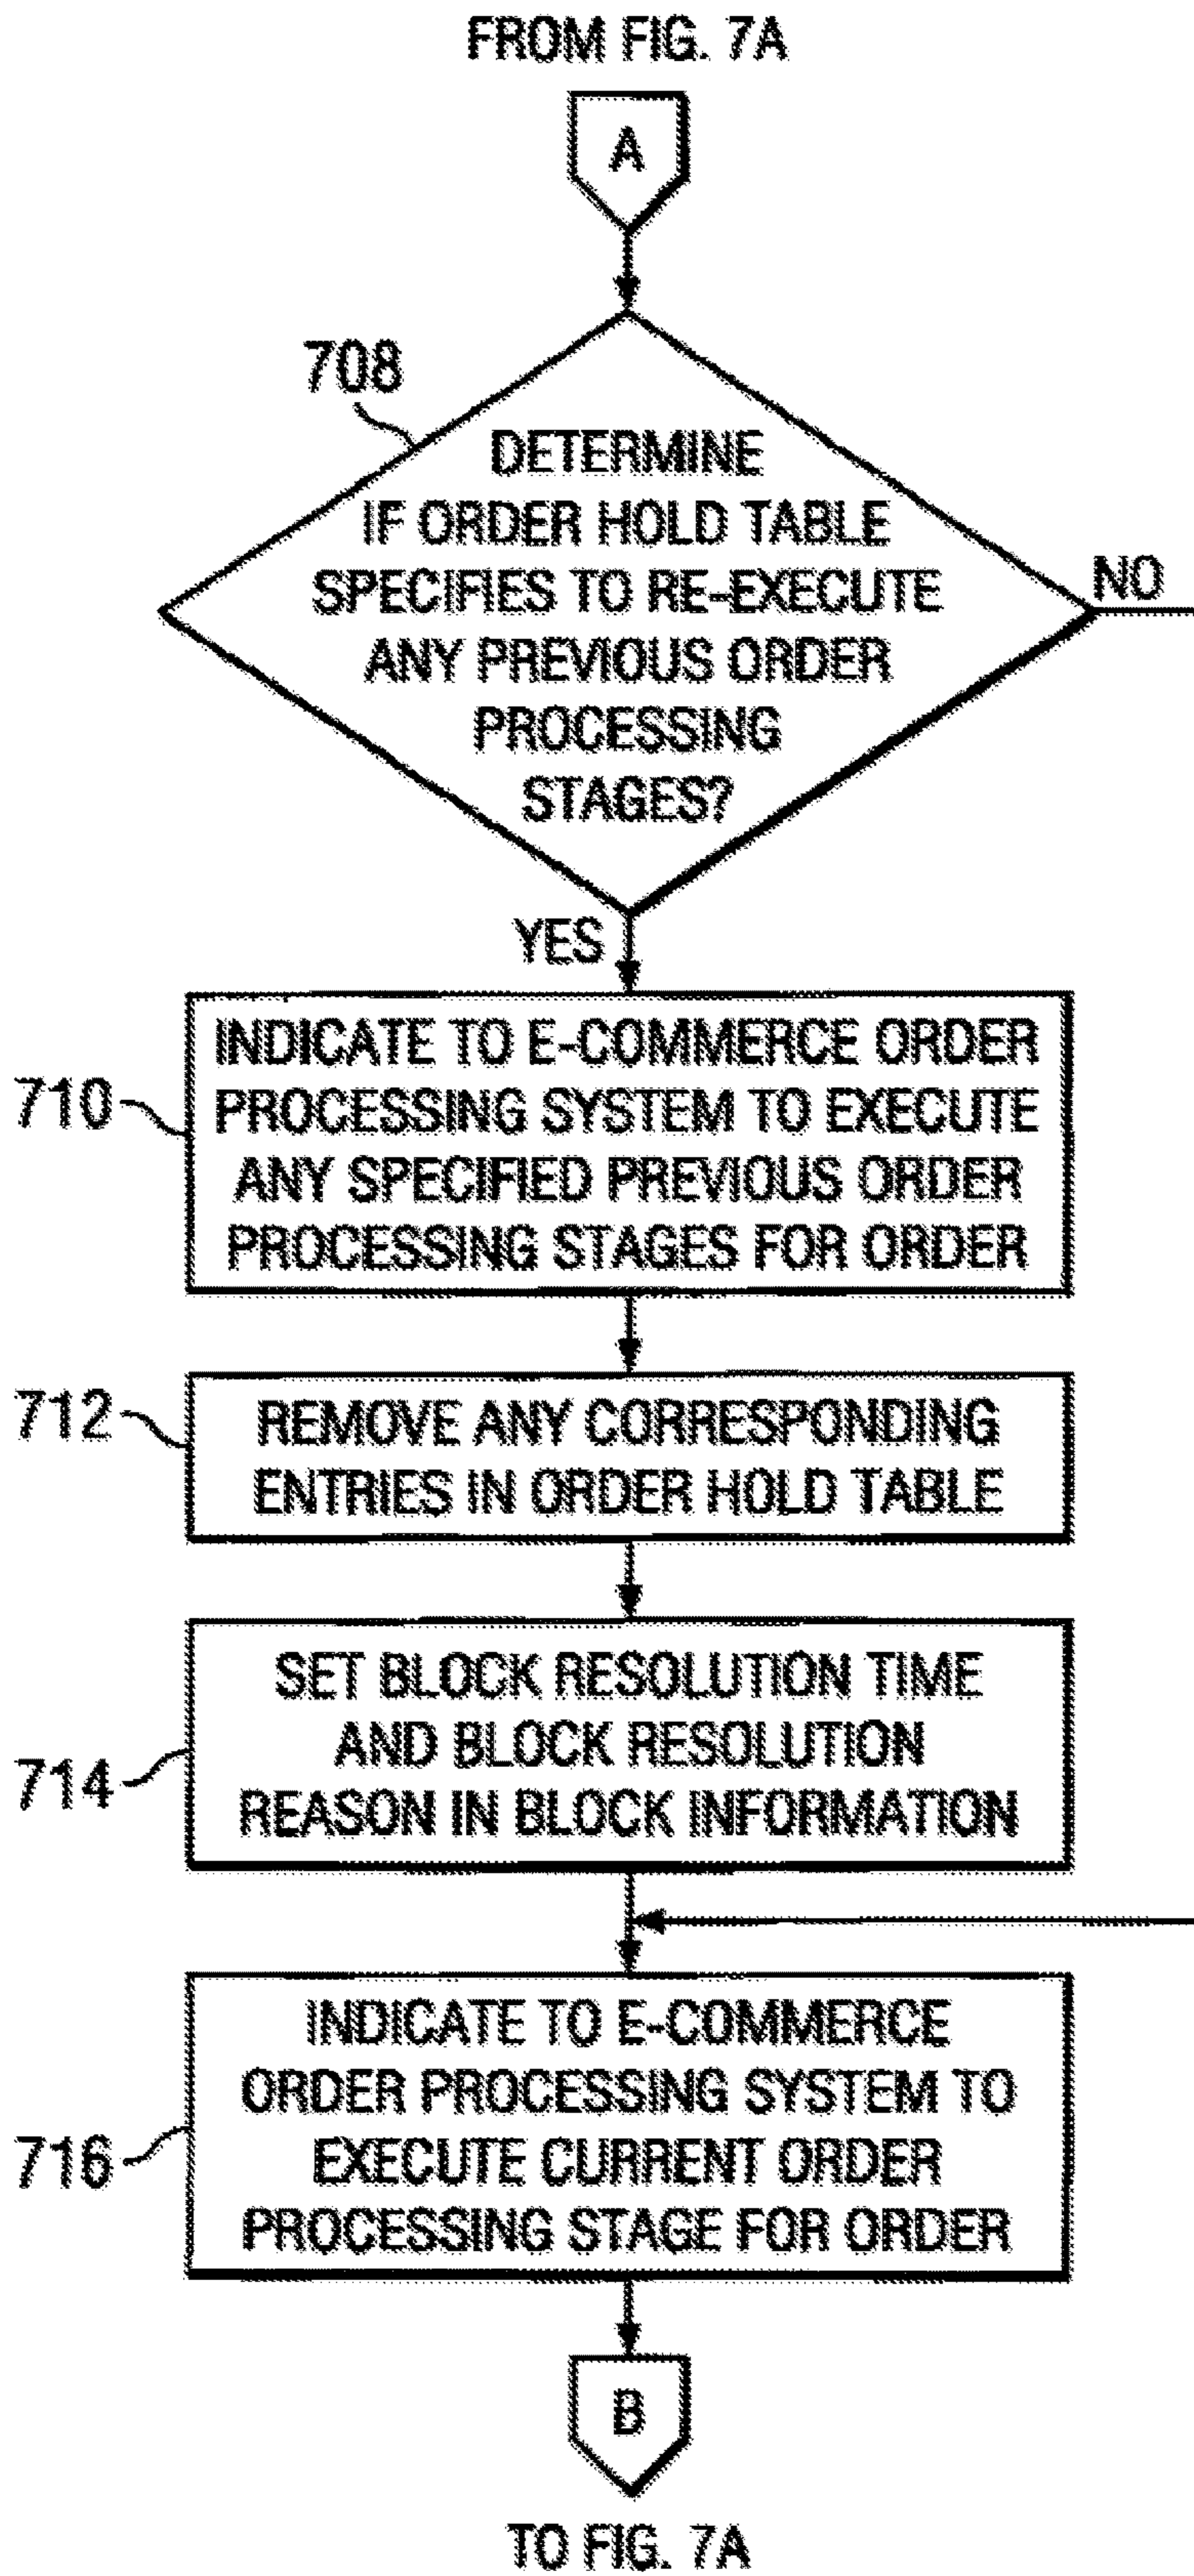 FROM FIG. 7A
A
708
DETERMINE
IF ORDER HOLD TABLE
SPECIFIES TO RE-EXECUTE
ANY PREVIOUS ORDER
PROCESSING
STAGES?
NO
YES
710
INDICATE TO E-COMMERCE ORDER
PROCESSING SYSTEM TO EXECUTE
ANY SPECIFIED PREVIOUS ORDER
PROCESSING STAGES FOR ORDER
712
REMOVE ANY CORRESPONDING
ENTRIES IN ORDER HOLD TABLE
714
SET BLOCK RESOLUTION TIME
AND BLOCK RESOLUTION
REASON IN BLOCK INFORMATION
716
INDICATE TO E-COMMERCE
ORDER PROCESSING SYSTEM TO
EXECUTE CURRENT ORDER
PROCESSING STAGE FOR ORDER
B
TO FIG. 7A